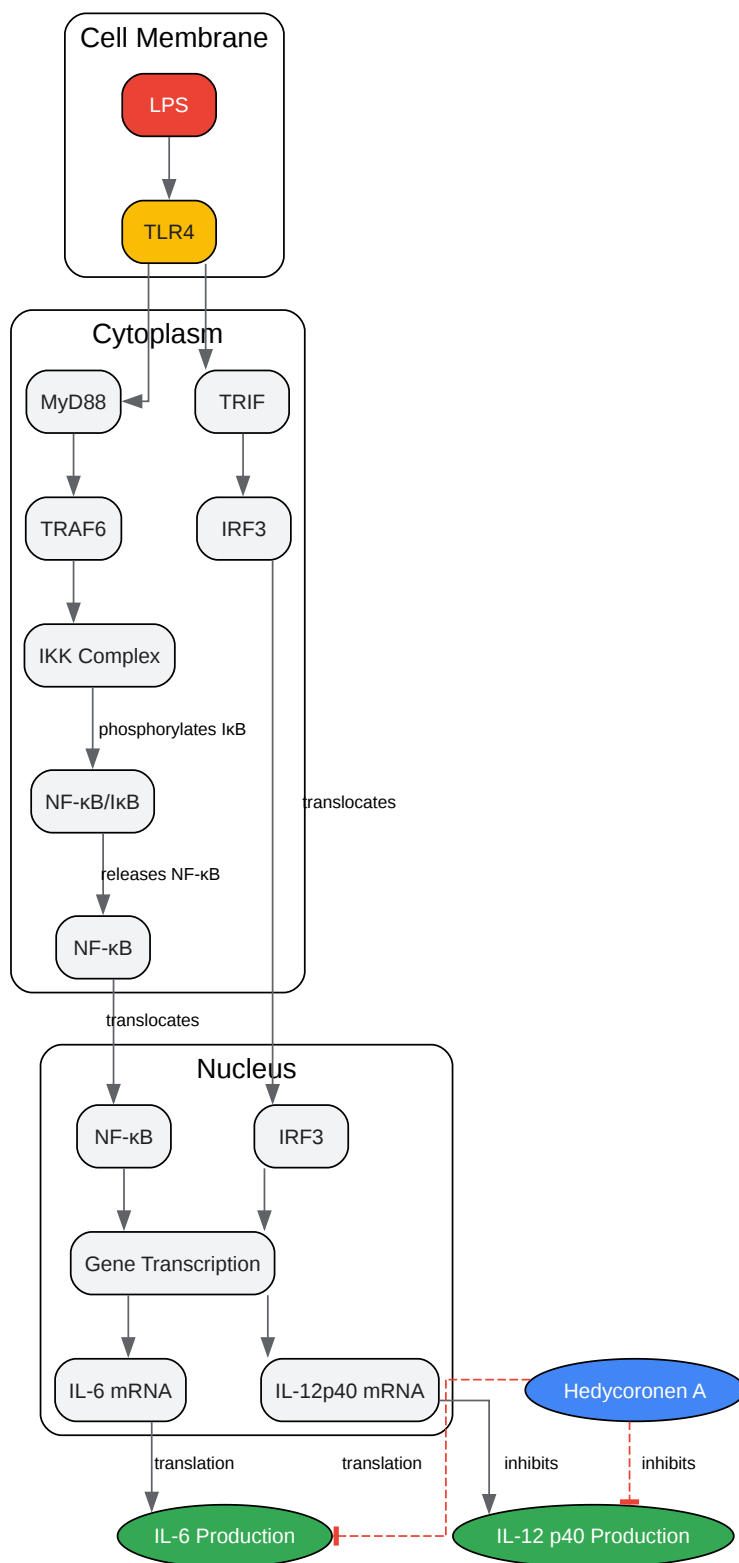 Cell Membrane
LPS
TLR4
Cytoplasm
MyD88
TRIF
TRAF6
IRF3
IKK Complex
phosphorylates IκB
NF-κB/IκB
translocates
releases NF-κB
NF-κB
translocates
Nucleus
NF-κB
IRF3
Gene Transcription
IL-6 mRNA
IL-12p40 mRNA
Hedycoronen A
translation
translation
inhibits
inhibits
IL-6 Production
IL-12 p40 Production